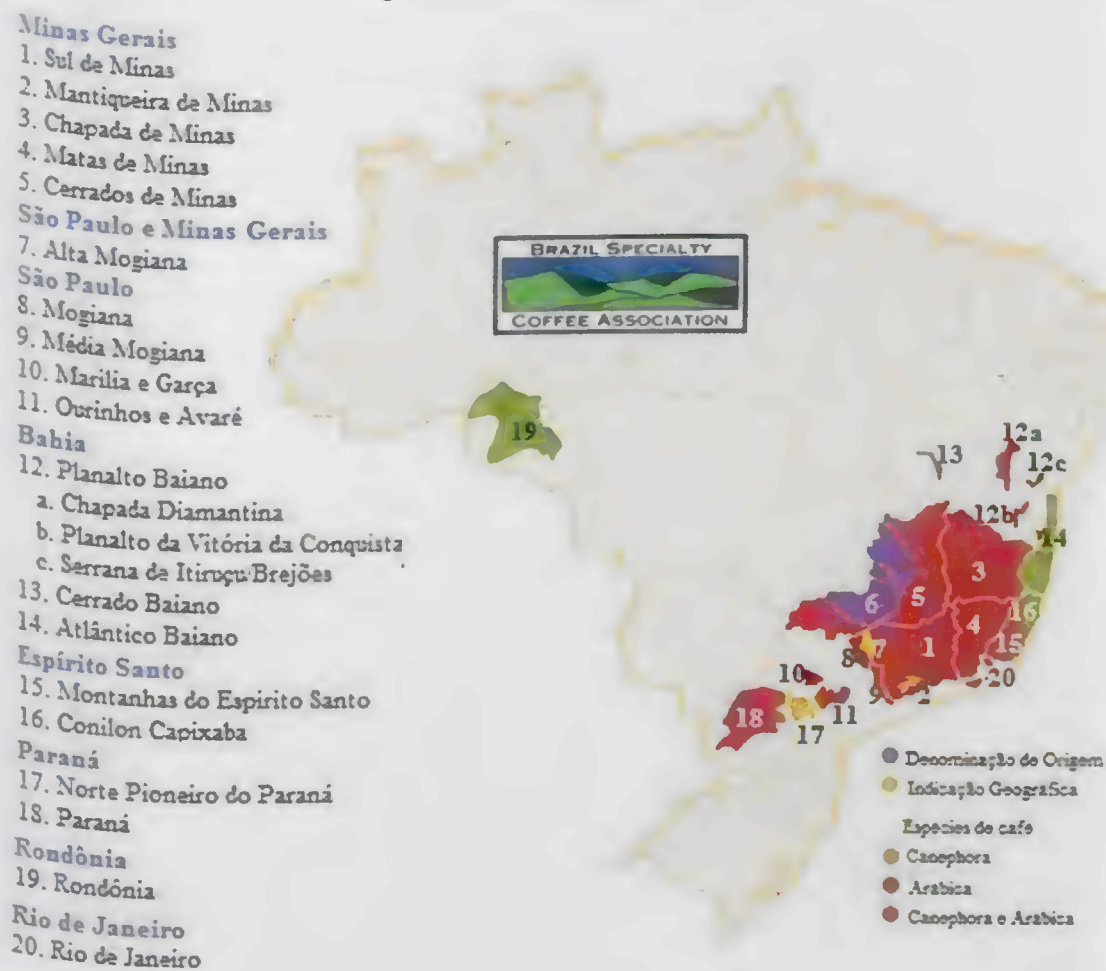 Minas Gerais
1. Sul de Minas
2. Mantiqueira de Minas
3. Chapada de Minas
4. Matas de Minas
5. Cerrados de Minas
São Paulo e Minas Gerais
7. Alta Mogiana
São Paulo
8. Mogiana
9. Média Mogiana
10. Marilia e Garça
11. Ourinhos e Avaré
Bahia
12. Planalto Baiano
a. Chapada Diamantina
b. Planalto da Vitória da Conquista
c. Serrana de Itiruçu/Brejões
13. Cerrado Baiano
14. Atlântico Baiano
Espírito Santo
15. Montanhas do Espirito Santo
16. Conilon Capixaba
Paraná
17. Norte Pioneiro do Paraná
18. Paraná
Rondônia
19. Rondônia
Rio de Janeiro
20. Rio de Janeiro
BRAZIL SPECIALTY
COFFEE ASSOCIATION
19
13
12a
12c
12b
14
3
5
6
16
4
15
1
7
8
20
10
9
2
18
11
17
Denominação de Origem
Indicação Geográfica
Espécies de cafe
Canephora
Arabica
Canephora e Arabica